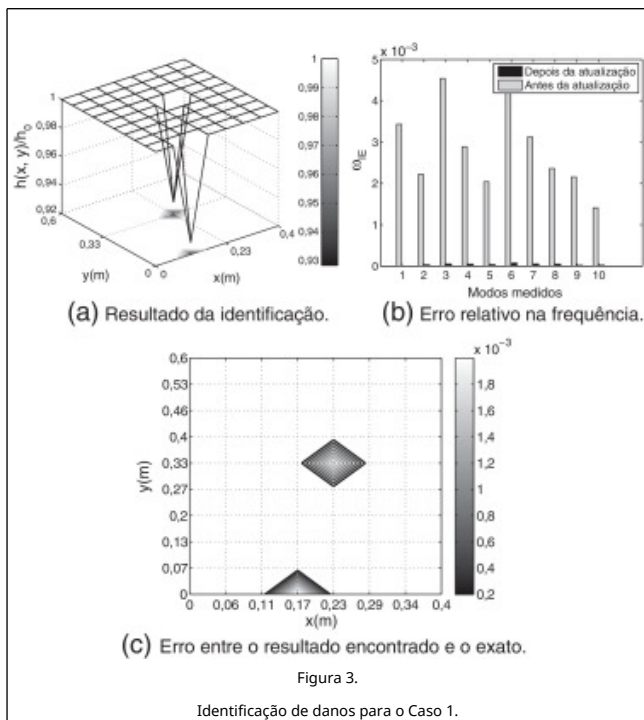 h(x, y)/h0
1
0,98
0,96
0,94
0,92
0,6
0,33
0
y(m)
0
0,23
0,4
x(m)
1
0,99
0,98
0,97
0,96
0,95
0,94
0,93
(a) Resultado da identificação.
x 10−3
5
4
3
2
1
0
ωIE
Depois da atualização
Antes da atualização
1 2 3 4 5 6 7 8 9 10
Modos medidos
(b) Erro relativo na frequência.
y(m)
0,6
0,53
0,46
0,4
0,33
0,27
0,2
0,13
0,07
0
0 0,06 0,11 0,17 0,23 0,29 0,34 0,4
x(m)
x 10−3
1,8
1,6
1,4
1,2
1
0,8
0,6
0,4
0,2
(c) Erro entre o resultado encontrado e o exato.
Figura 3.
Identificação de danos para o Caso 1.